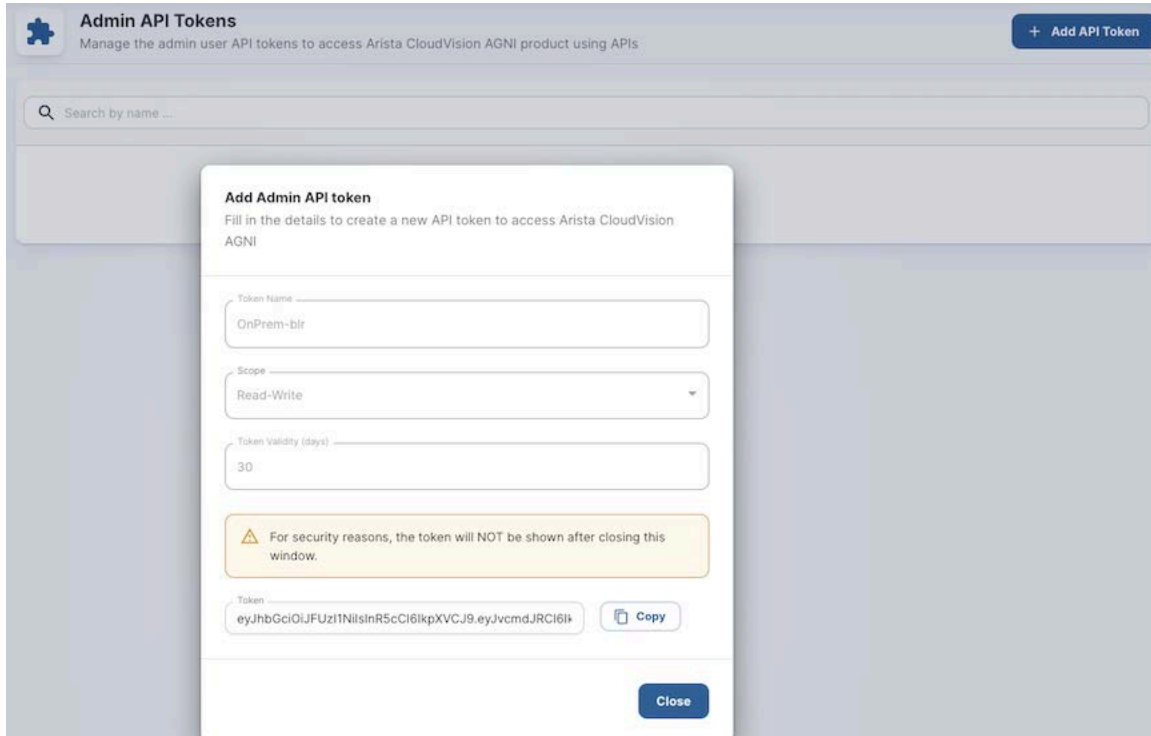 Admin API Tokens
Manage the admin user API tokens to access Arista CloudVision AGNI product using APIs
+ Add API Token
Search by name ...
Add Admin API token
Fill in the details to create a new API token to access Arista CloudVision
AGNI
Token Name
OnPrem-blr
Scope
Read-Write
Token Validity (days)
30
For security reasons, the token will NOT be shown after closing this
window.
Token
eyJhbGciOiJFUzI1NiIsInR5cCI6IkpXVCJ9.eyJvcmdJRCI6Ik
Copy
Close